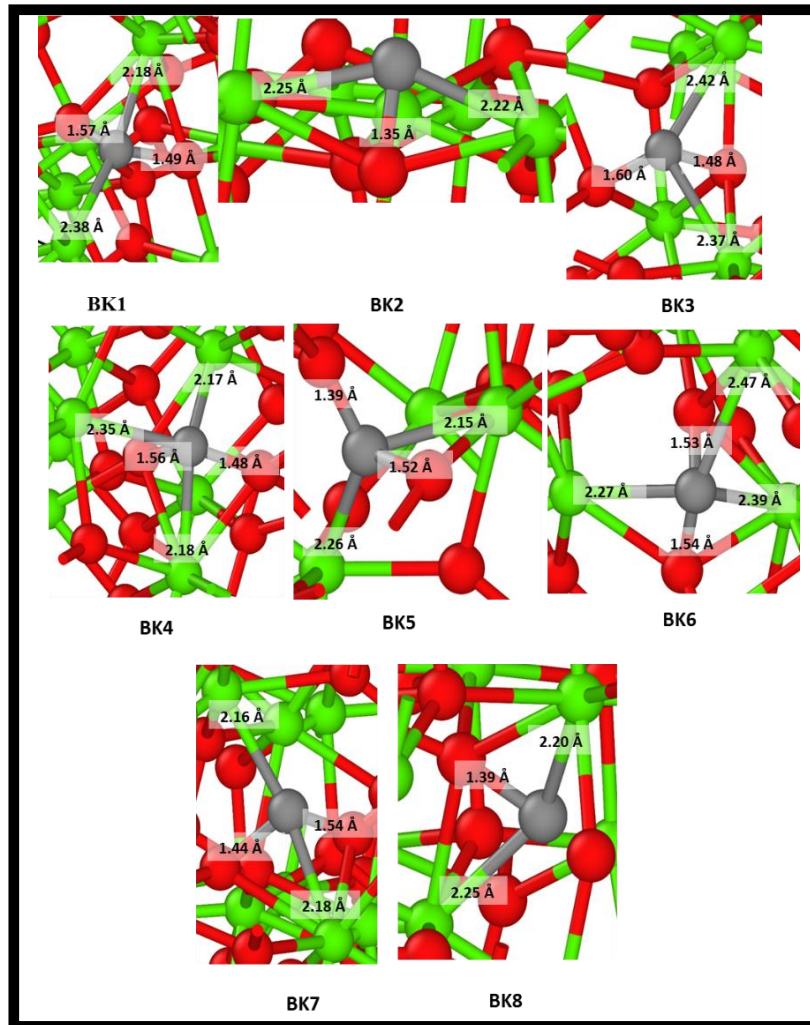 2.18 Å
1.57 Å
1.49 Å
2.38 Å
BK1
2.25 Å
2.22 Å
1.35 Å
BK2
2.42 Å
1.48 Å
1.60 Å
2.37 Å
BK3
2.17 Å
2.35 Å
1.56 Å
1.48 Å
2.18 Å
BK4
1.39 Å
2.15 Å
1.52 Å
2.26 Å
BK5
2.47 Å
1.53 Å
2.27 Å
2.39 Å
1.54 Å
BK6
2.16 Å
1.54 Å
1.44 Å
2.18 Å
BK7
2.20 Å
1.39 Å
2.25 Å
BK8